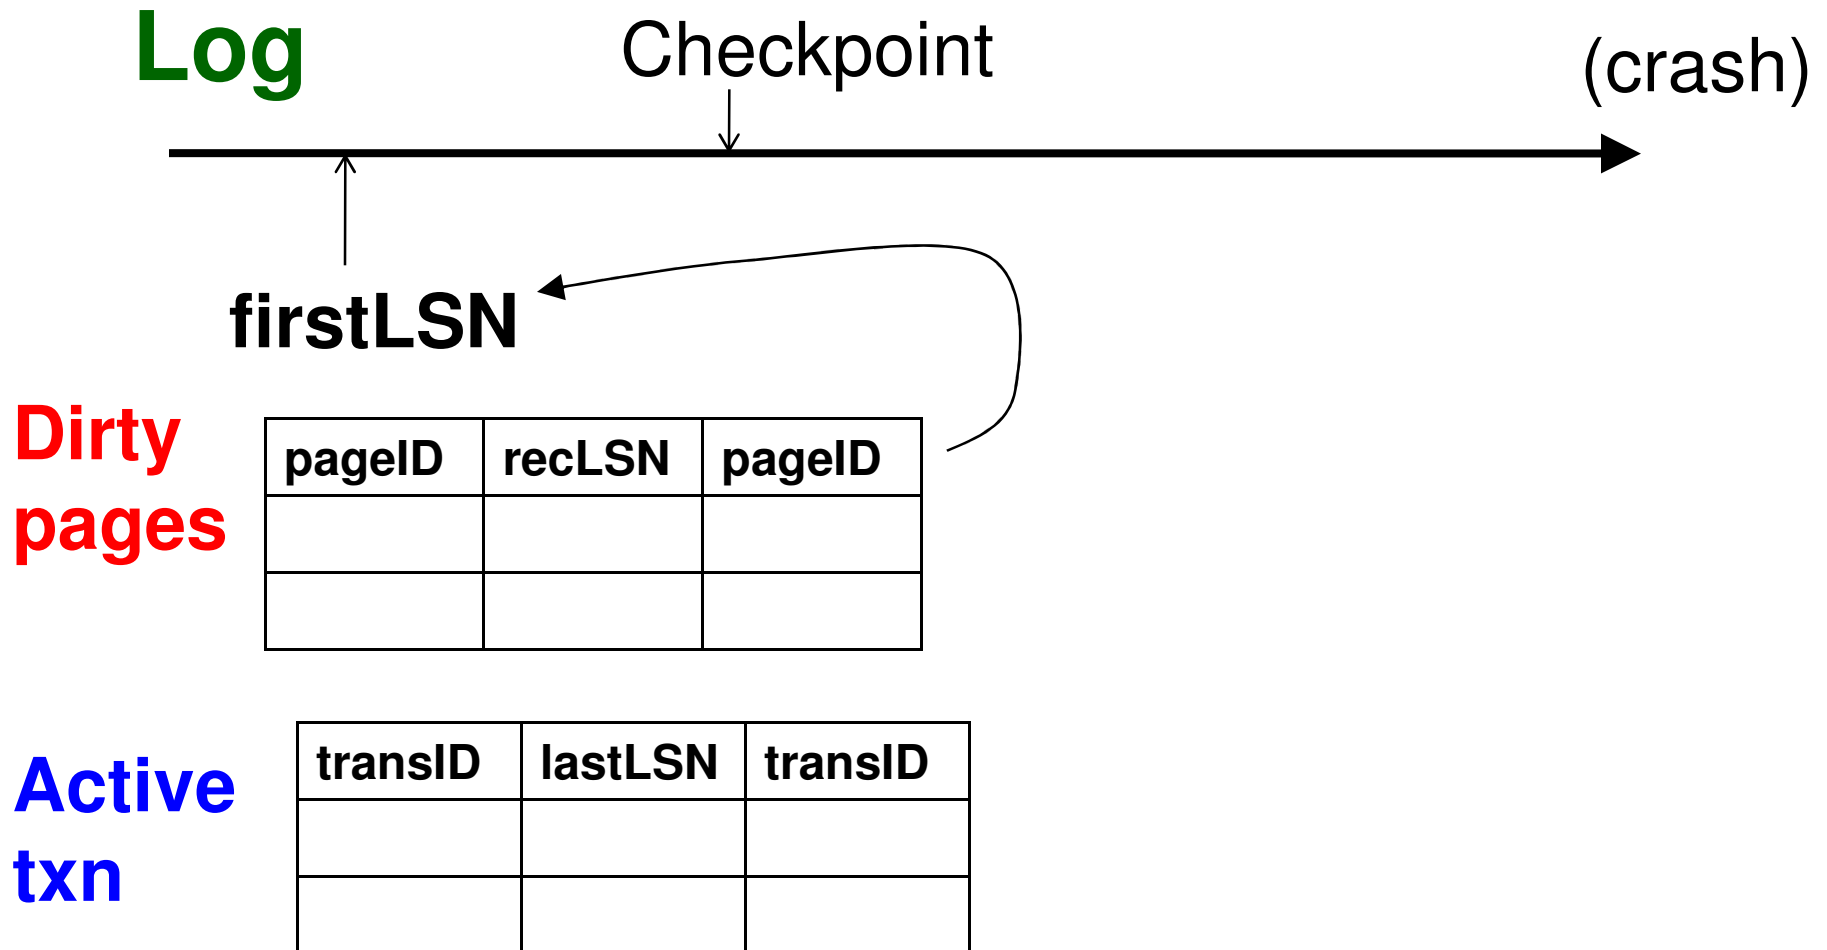 Log
Checkpoint
(crash)
firstLSN
Dirty
pages
pageID recLSN pageID
Active
txn
transID lastLSN transID